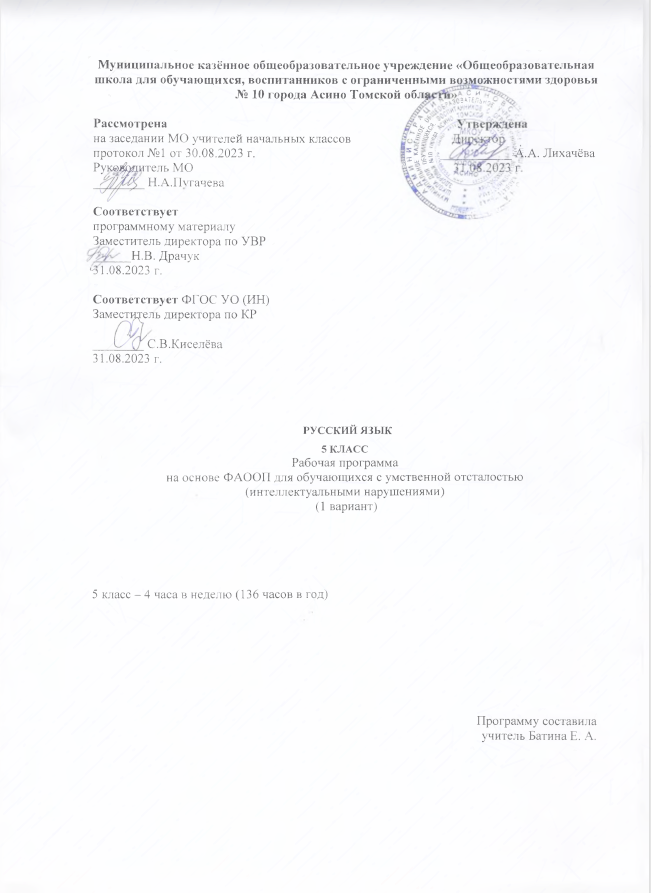 Муниципальное казённое общеобразовательное учреждение «Общеобразовательная
школа для обучающихся, воспитанников с ограниченными возможностями здоровья
№ 10 города Асино Томской области»
Рассмотрена
на заседании МО учителей начальных классов
протокол №1 от 30.08.2023 г.
Руководитель МО
Н.А.Пугачева
Утверждена
Директор
А.А. Лихачёва
31.08.2023 г.
Соответствует
программному материалу
Заместитель директора по УВР
Н.В. Драчук
31.08.2023 г.
Соответствует ФГОС УО (ИН)
Заместитель директора по КР
С.В.Киселёва
31.08.2023 г.
РУССКИЙ ЯЗЫК
5 КЛАСС
Рабочая программа
на основе ФАООП для обучающихся с умственной отсталостью
(интеллектуальными нарушениями)
(1 вариант)
5 класс – 4 часа в неделю (136 часов в год)
Программу составила
учитель Батина Е. А.